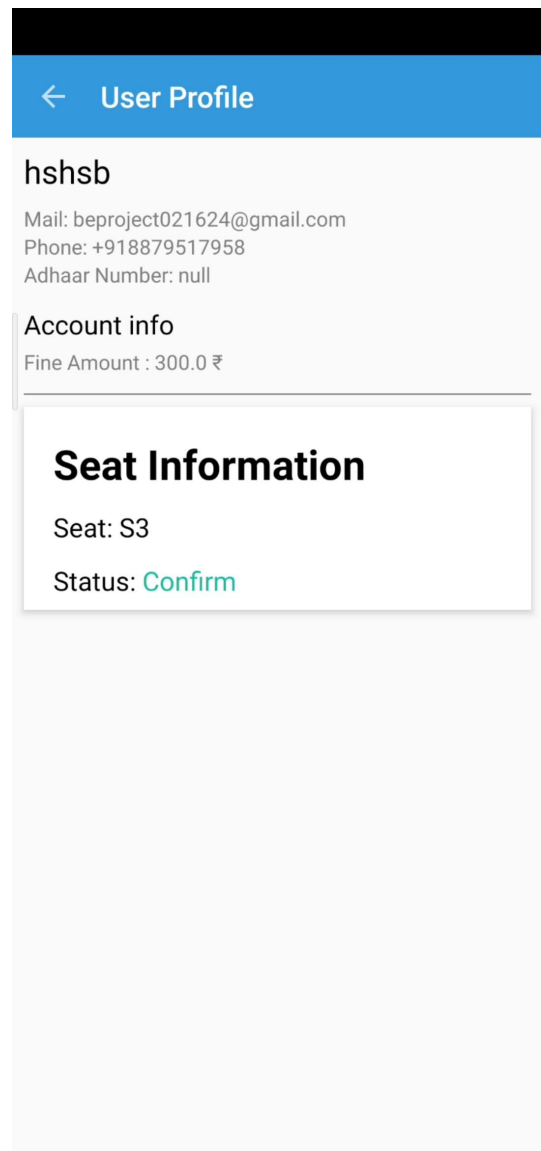 User Profile
hshsb
Mail: beproject021624@gmail.com
Phone: +918879517958
Adhaar Number: null
Account info
Fine Amount : 300.0 ₹
Seat Information
Seat: S3
Status: Confirm